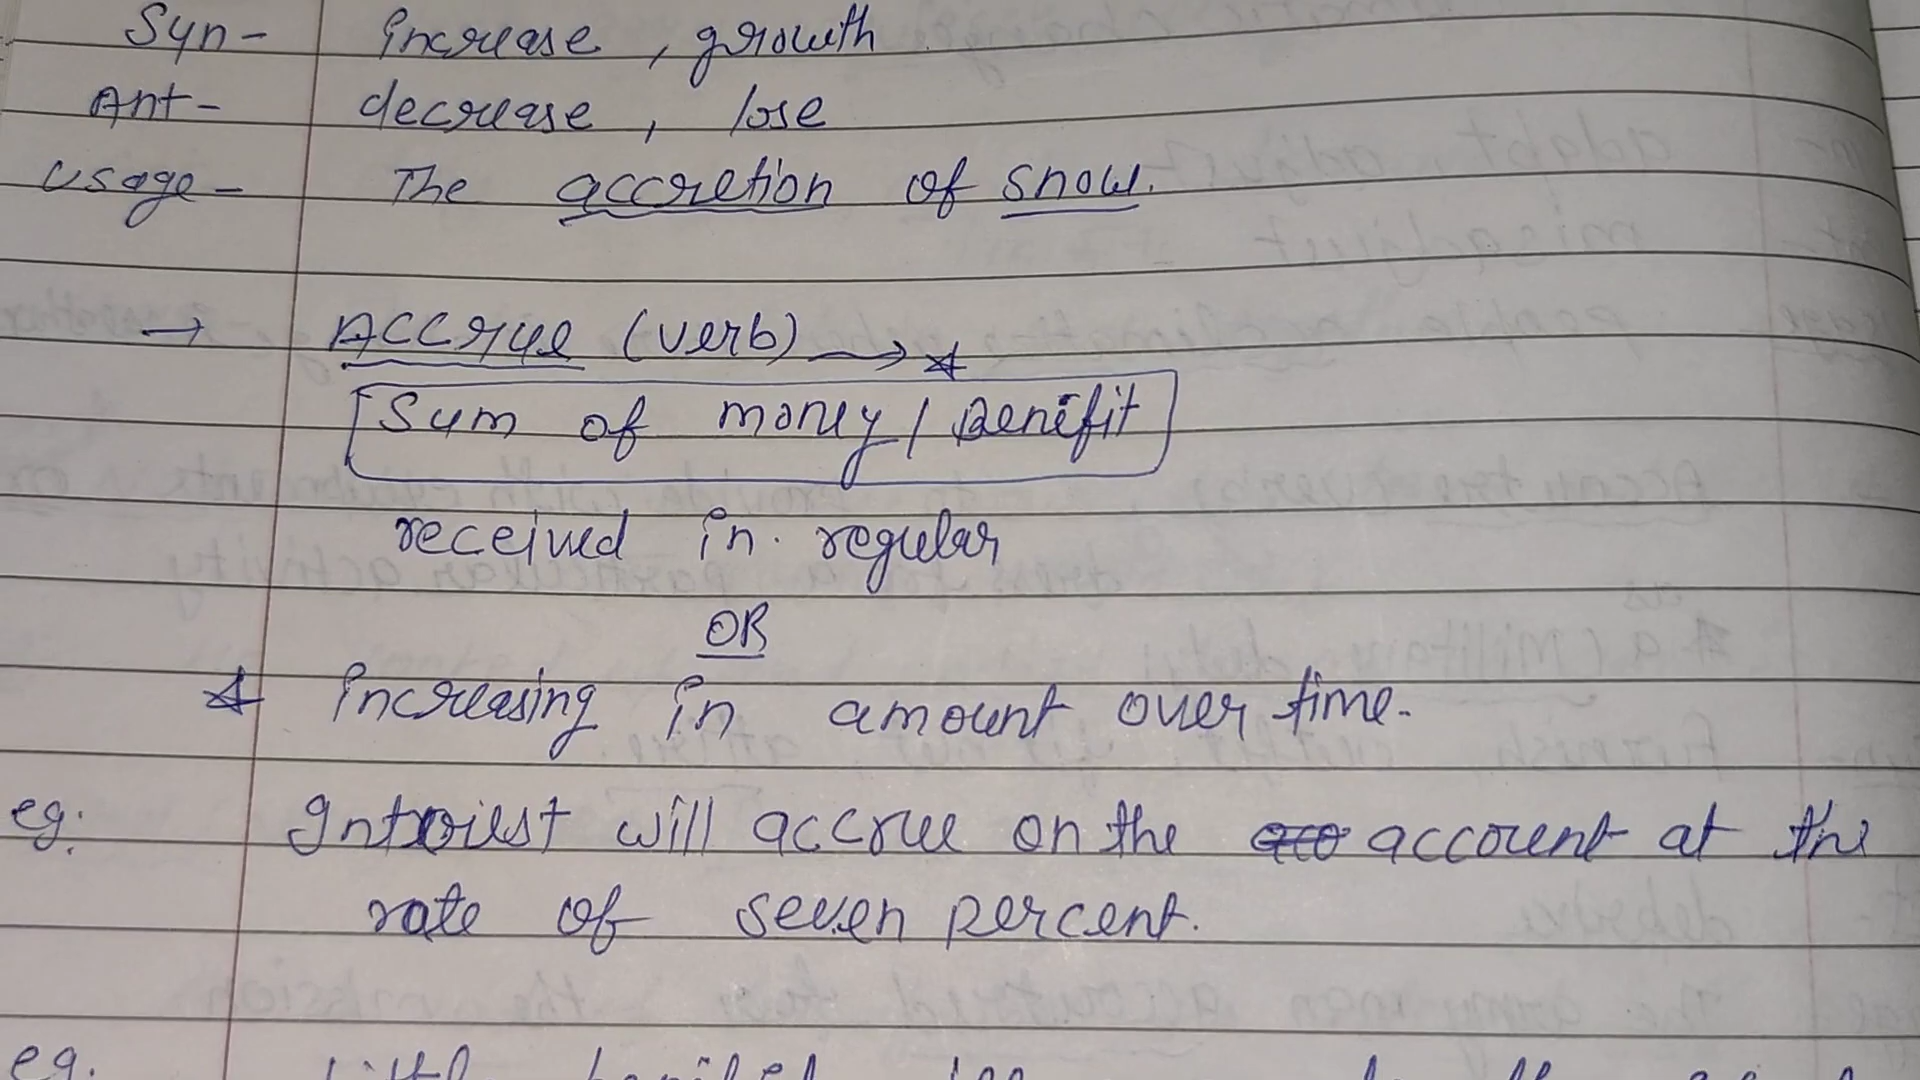 Syn- increase, growth
Ant- decrease, lose
Usage- The accretion of snow.
→ Accrue (verb) →
Sum of money / Benefit
received in regular
OR
increasing in amount over time.
eg: Interest will accrue on the account at the
rate of seven percent.
eg.